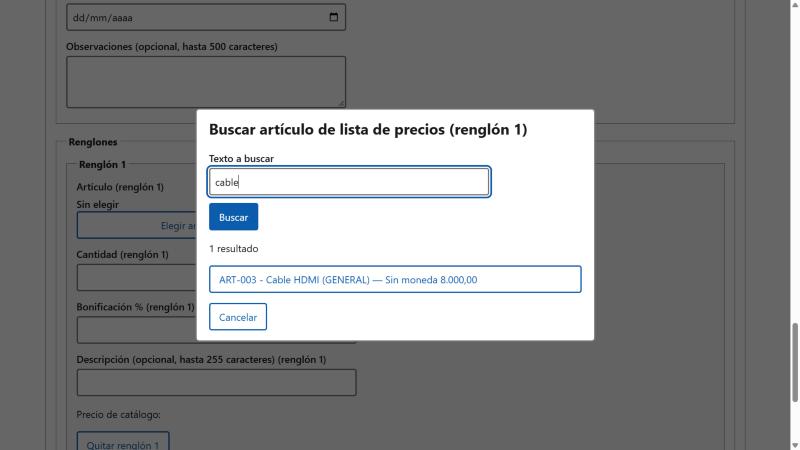 dd/mm/aaaa
Observaciones (opcional, hasta 500 caracteres)
Buscar artículo de lista de precios (renglón 1)
Texto a buscar
cable
Buscar
1 resultado
ART-003 - Cable HDMI (GENERAL) — Sin moneda 8.000,00
Cancelar
Renglones
Renglón 1
Artículo (renglón 1)
Sin elegir
Elegir
Cantidad (renglón 1)
Bonificación % (renglón 1)
Descripción (opcional, hasta 255 caracteres) (renglón 1)
Precio de catálogo:
Quitar renglón 1